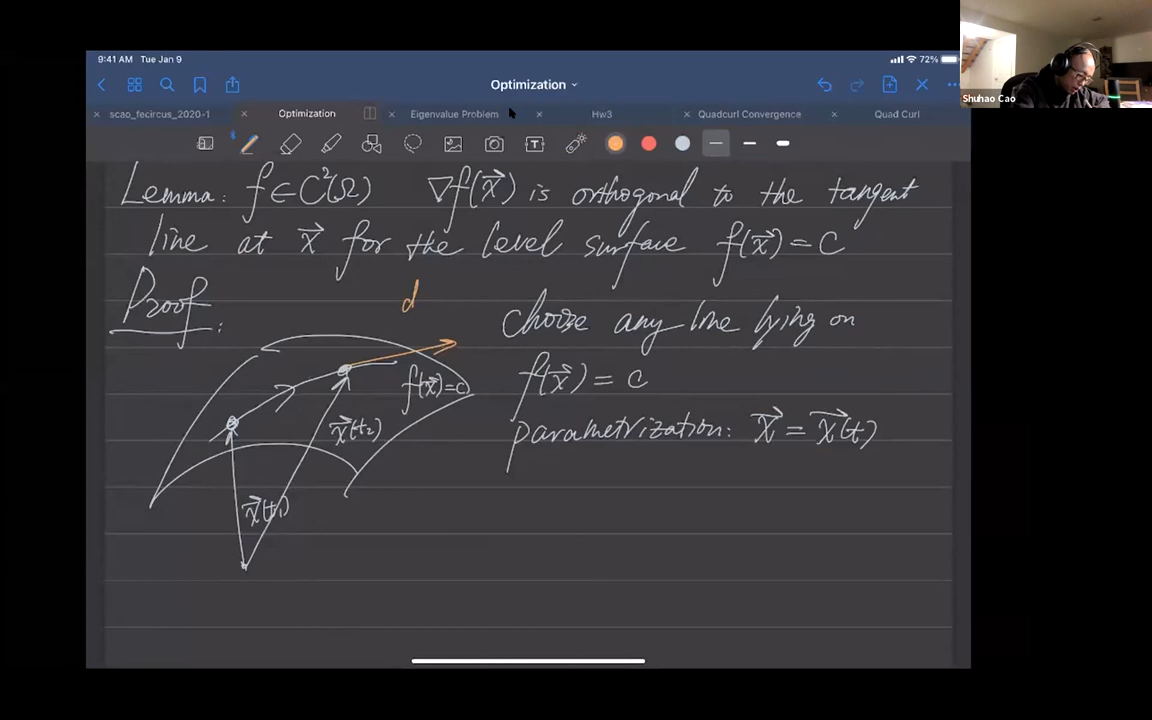 9:41 AM Tue Jan 9
72%
Optimization
scao_fecircus_2020-1
Optimization
Eigenvalue Problem
Hw3
Quadcurl Convergence
Quad Curl
Shuhao Cao
Lemma: f ∈ C²(Ω) ∇f(x⃗) is orthogonal to the tangent
line at x⃗ for the level surface f(x⃗) = C
Proof:
d
choose any line lying on
f(x⃗) = c
f(x⃗) = c
parametrization: x⃗ = x⃗(t)
x⃗(t₂)
x⃗(t₁)